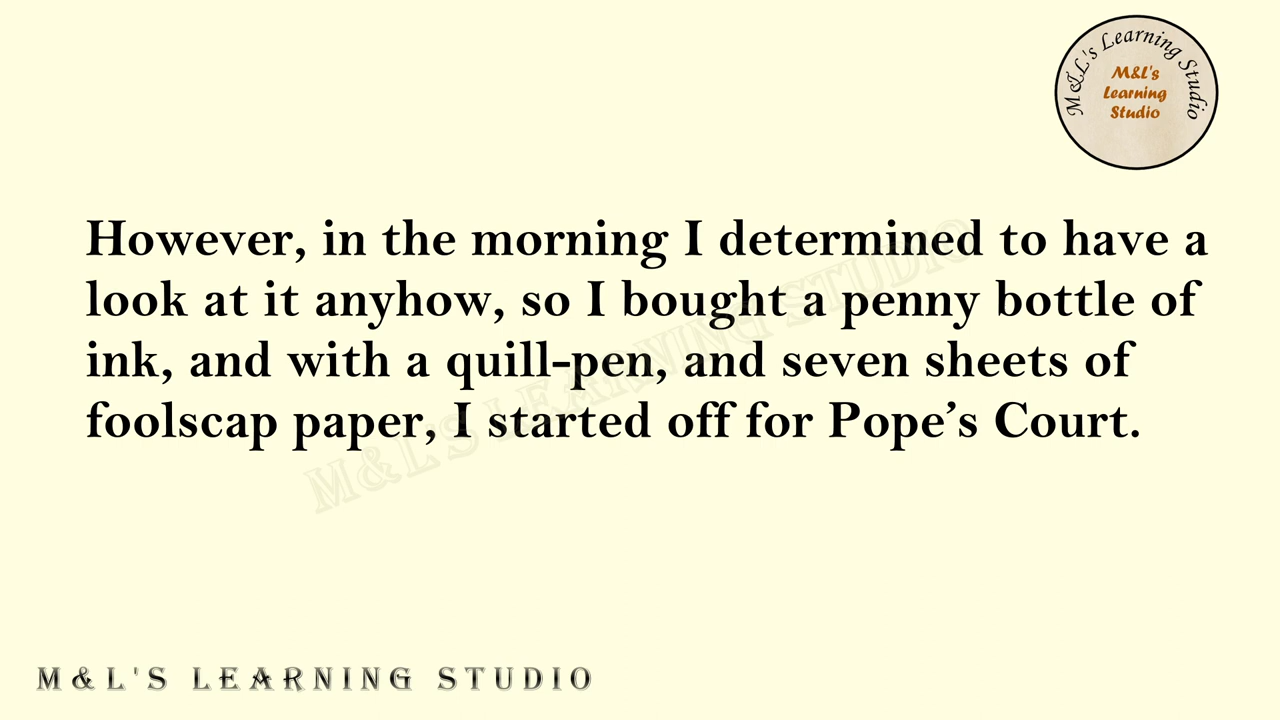 M&L's Learning Studio
M&L's
Learning
Studio
However, in the morning I determined to have a
look at it anyhow, so I bought a penny bottle of
ink, and with a quill-pen, and seven sheets of
foolscap paper, I started off for Pope’s Court.
M&L'S LEARNING STUDIO
M&L'S LEARNING STUDIO